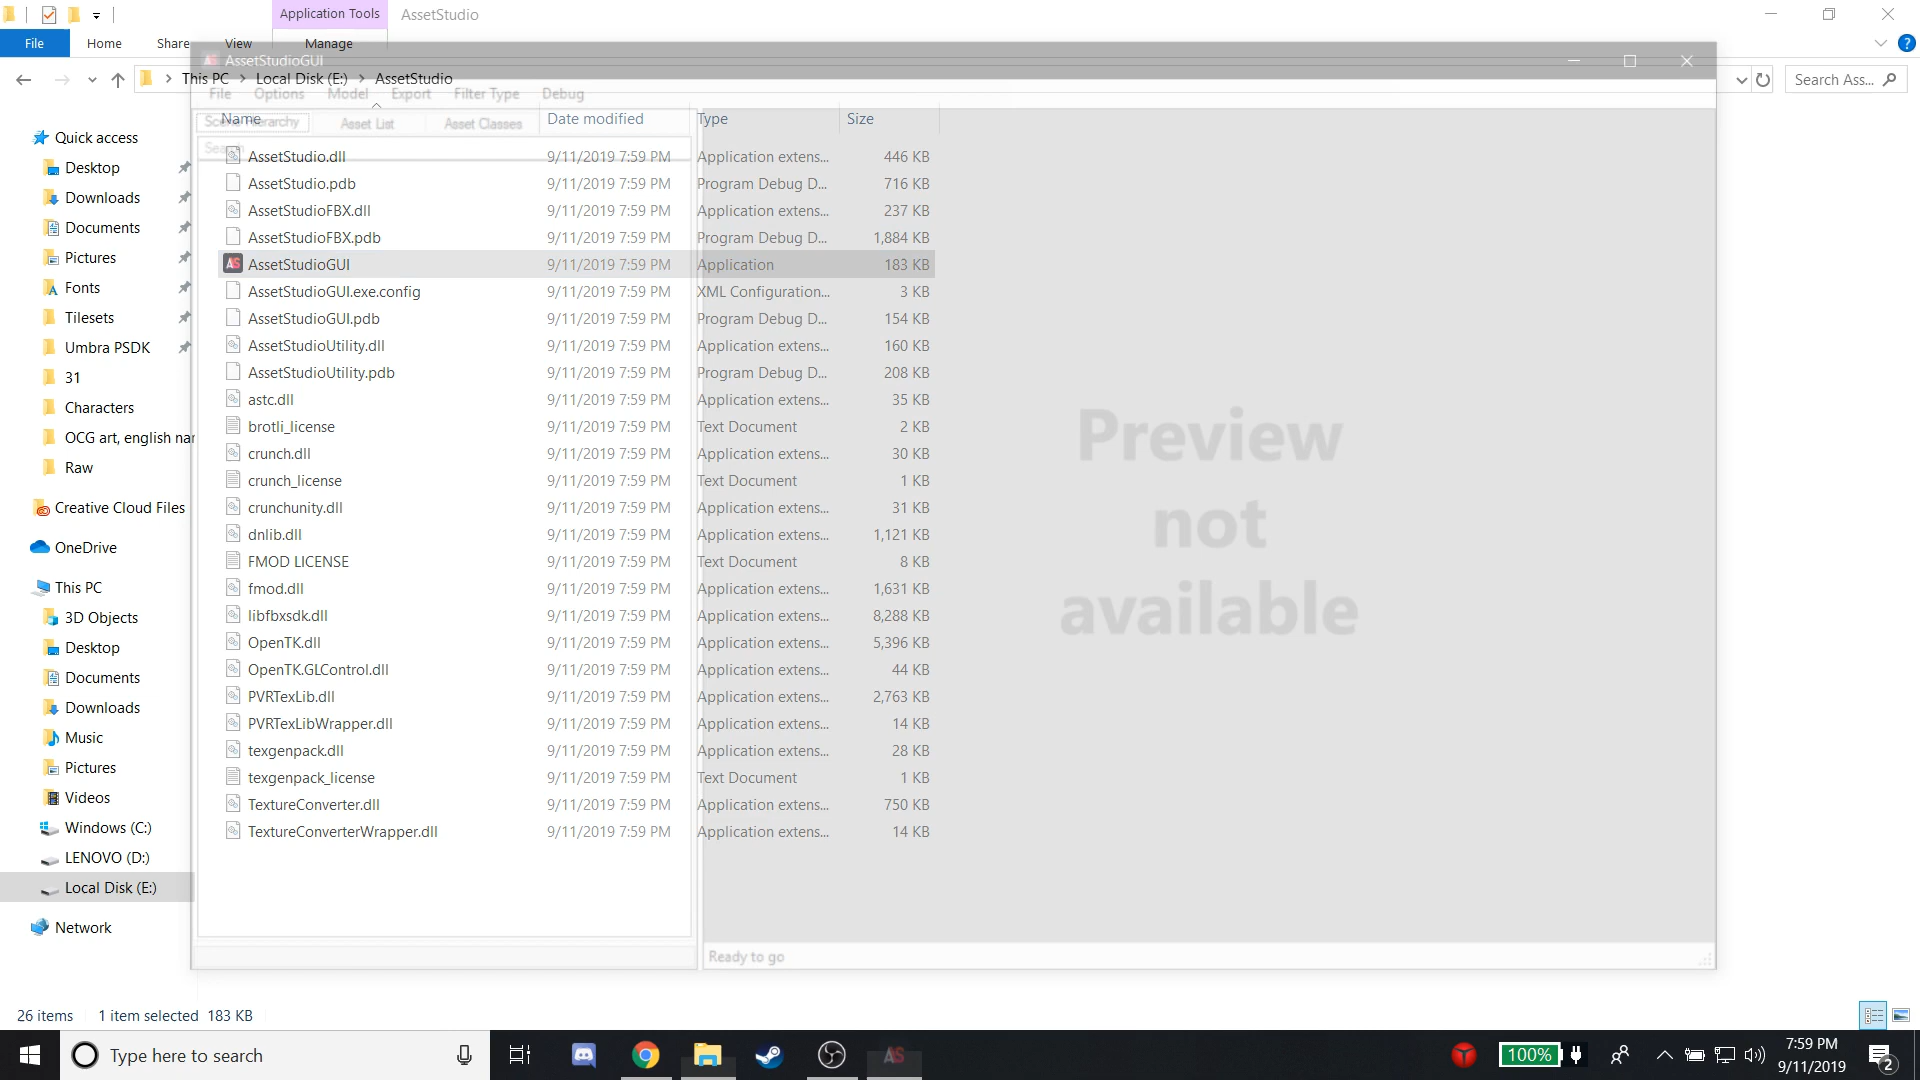 Application Tools
AssetStudio
File
Home
Share
View
Manage
AssetStudioGUI
This PC
Local Disk (E:)
AssetStudio
Search Ass...
File
Options
Model
Export
Filter Type
Debug
Scene Hierarchy
Asset List
Asset Classes
Name
Date modified
Type
Size
Search
Quick access
Desktop
Downloads
Documents
Pictures
Fonts
Tilesets
Umbra PSDK
31
Characters
OCG art, english nar
Raw
Creative Cloud Files
OneDrive
This PC
3D Objects
Desktop
Documents
Downloads
Music
Pictures
Videos
Windows (C:)
LENOVO (D:)
Local Disk (E:)
Network
AssetStudio.dll 9/11/2019 7:59 PM Application extens... 446 KB
AssetStudio.pdb 9/11/2019 7:59 PM Program Debug D... 716 KB
AssetStudioFBX.dll 9/11/2019 7:59 PM Application extens... 237 KB
AssetStudioFBX.pdb 9/11/2019 7:59 PM Program Debug D... 1,884 KB
AssetStudioGUI 9/11/2019 7:59 PM Application 183 KB
AssetStudioGUI.exe.config 9/11/2019 7:59 PM XML Configuration... 3 KB
AssetStudioGUI.pdb 9/11/2019 7:59 PM Program Debug D... 154 KB
AssetStudioUtility.dll 9/11/2019 7:59 PM Application extens... 160 KB
AssetStudioUtility.pdb 9/11/2019 7:59 PM Program Debug D... 208 KB
astc.dll 9/11/2019 7:59 PM Application extens... 35 KB
brotli_license 9/11/2019 7:59 PM Text Document 2 KB
crunch.dll 9/11/2019 7:59 PM Application extens... 30 KB
crunch_license 9/11/2019 7:59 PM Text Document 1 KB
crunchunity.dll 9/11/2019 7:59 PM Application extens... 31 KB
dnlib.dll 9/11/2019 7:59 PM Application extens... 1,121 KB
FMOD LICENSE 9/11/2019 7:59 PM Text Document 8 KB
fmod.dll 9/11/2019 7:59 PM Application extens... 1,631 KB
libfbxsdk.dll 9/11/2019 7:59 PM Application extens... 8,288 KB
OpenTK.dll 9/11/2019 7:59 PM Application extens... 5,396 KB
OpenTK.GLControl.dll 9/11/2019 7:59 PM Application extens... 44 KB
PVRTexLib.dll 9/11/2019 7:59 PM Application extens... 2,763 KB
PVRTexLibWrapper.dll 9/11/2019 7:59 PM Application extens... 14 KB
texgenpack.dll 9/11/2019 7:59 PM Application extens... 28 KB
texgenpack_license 9/11/2019 7:59 PM Text Document 1 KB
TextureConverter.dll 9/11/2019 7:59 PM Application extens... 750 KB
TextureConverterWrapper.dll 9/11/2019 7:59 PM Application extens... 14 KB
Preview
not
available
Ready to go
26 items
1 item selected 183 KB
Type here to search
AS
100%
7:59 PM
9/11/2019
2